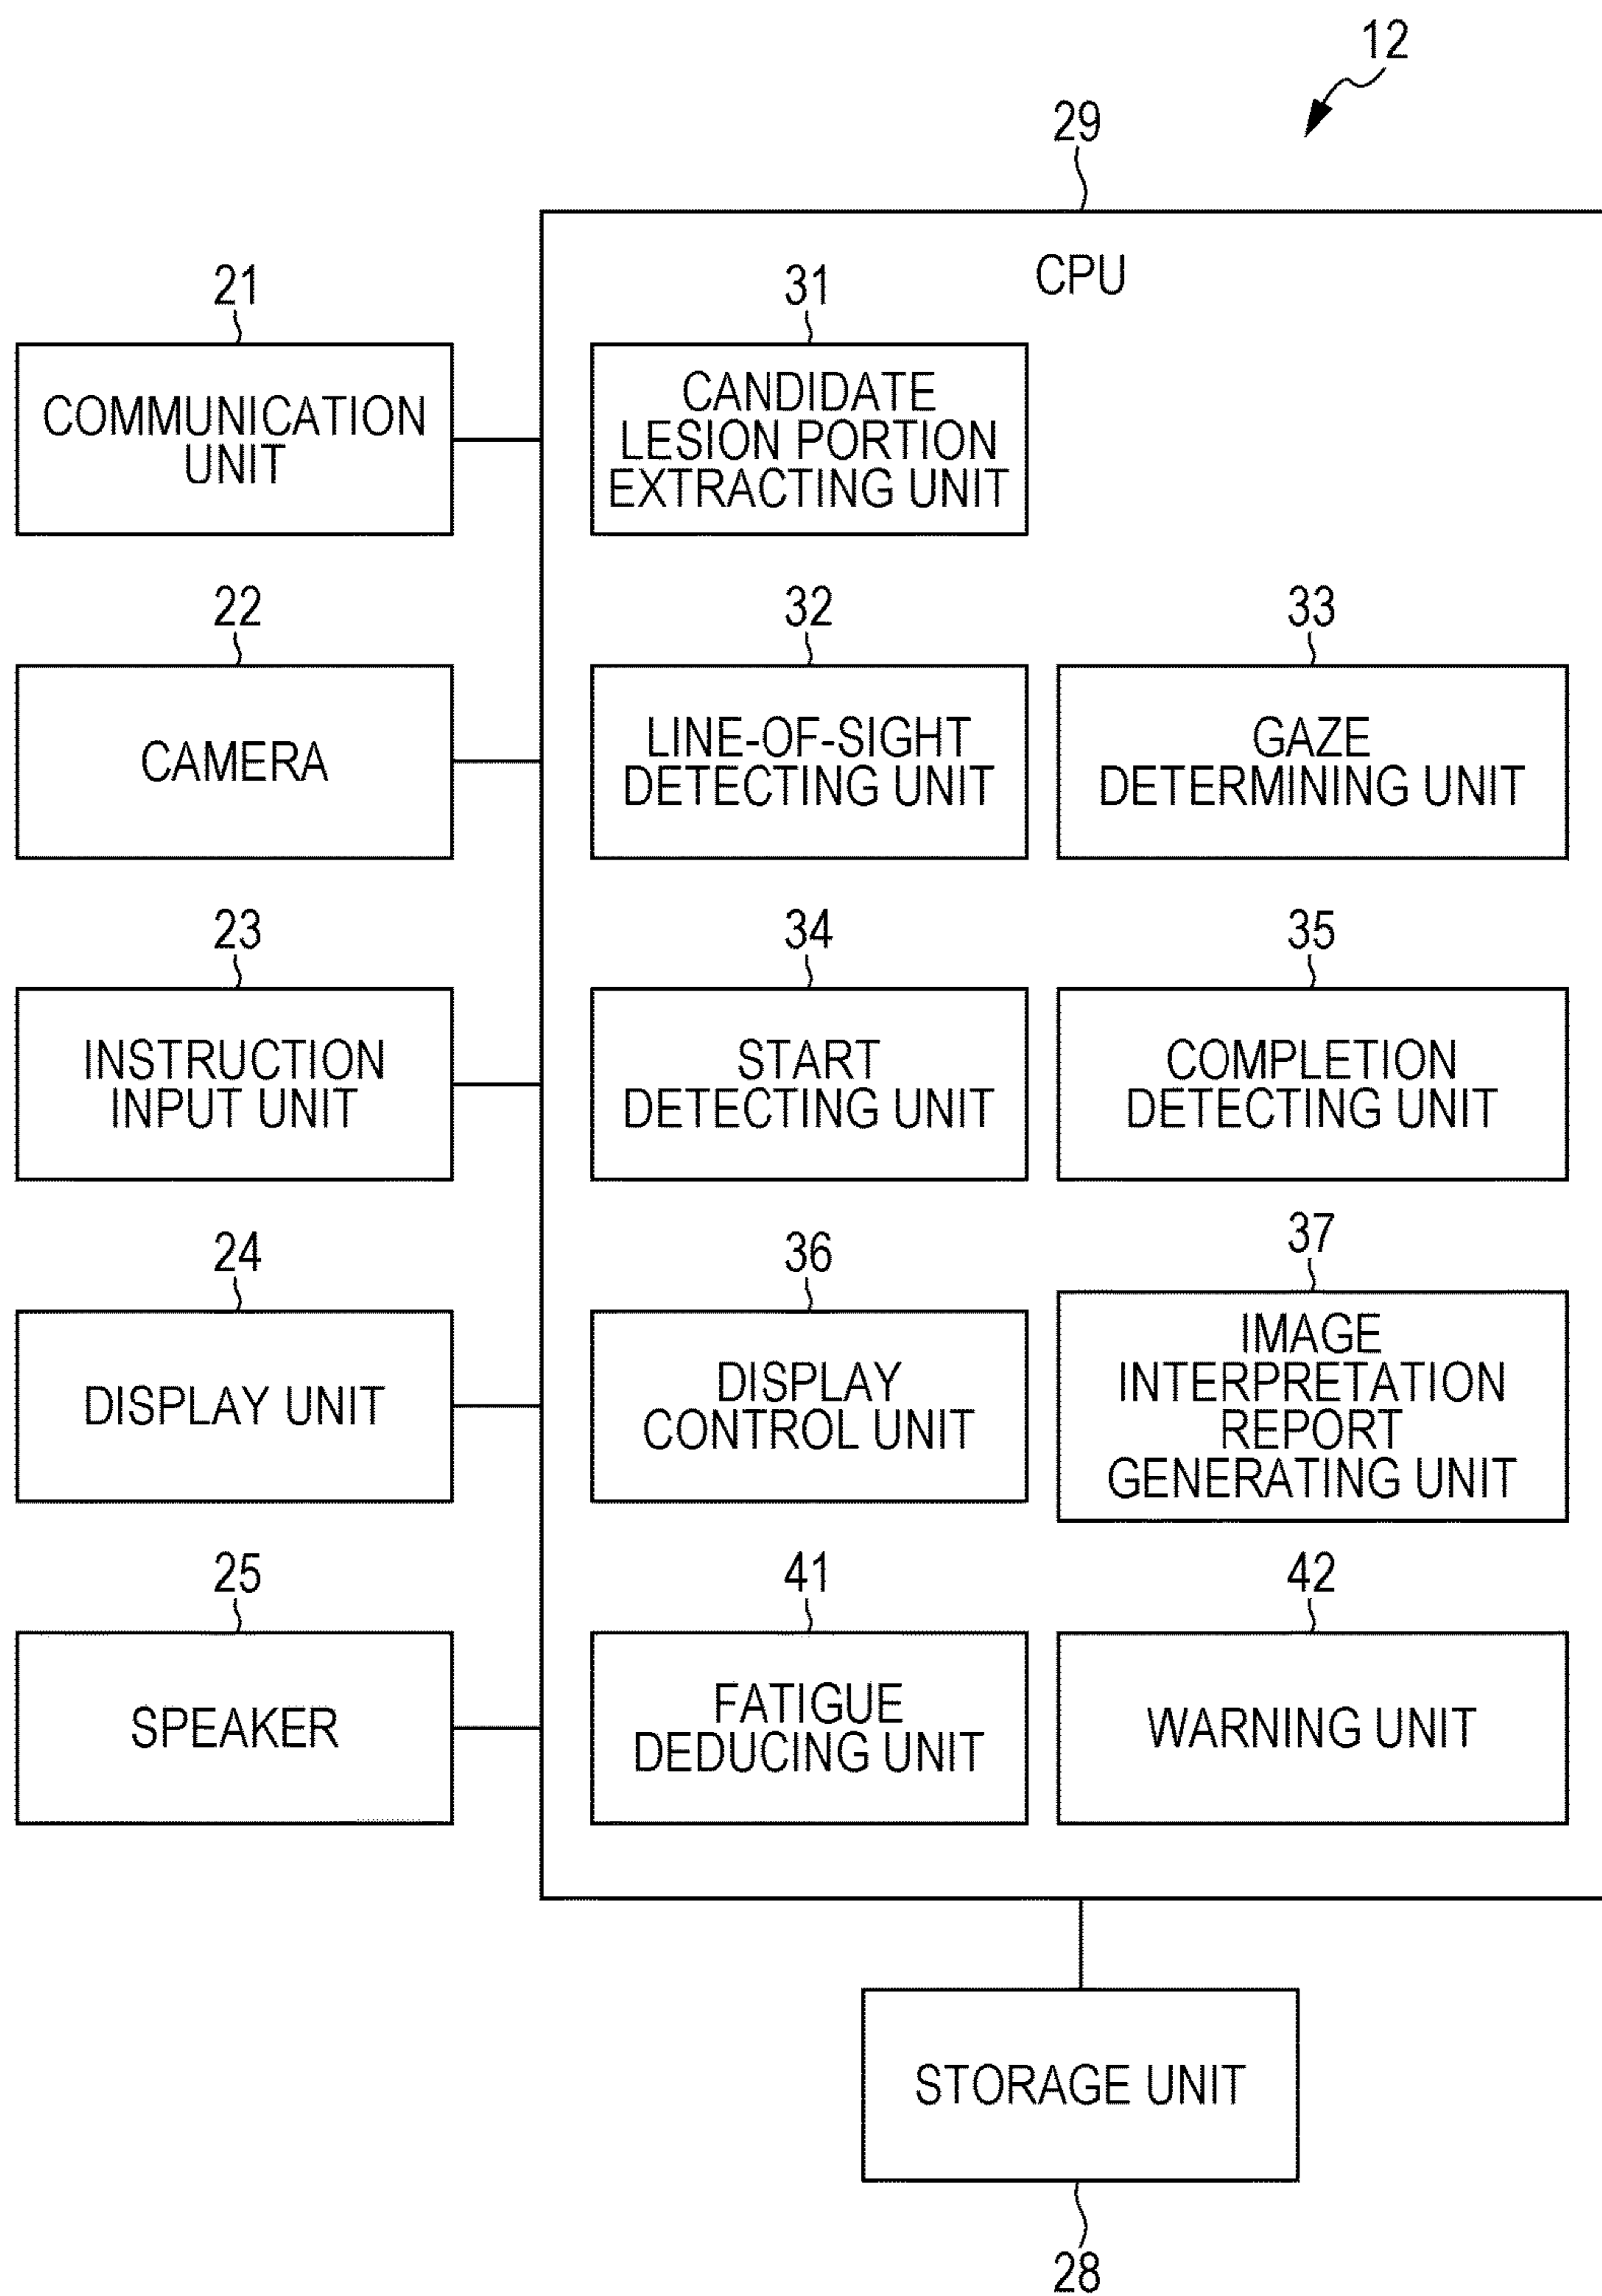 12
29
CPU
21
COMMUNICATION
UNIT
31
CANDIDATE
LESION PORTION
EXTRACTING UNIT
22
CAMERA
32
LINE-OF-SIGHT
DETECTING UNIT
33
GAZE
DETERMINING UNIT
23
INSTRUCTION
INPUT UNIT
34
START
DETECTING UNIT
35
COMPLETION
DETECTING UNIT
24
DISPLAY UNIT
36
DISPLAY
CONTROL UNIT
37
IMAGE
INTERPRETATION
REPORT
GENERATING UNIT
25
SPEAKER
41
FATIGUE
DEDUCING UNIT
42
WARNING UNIT
STORAGE UNIT
28